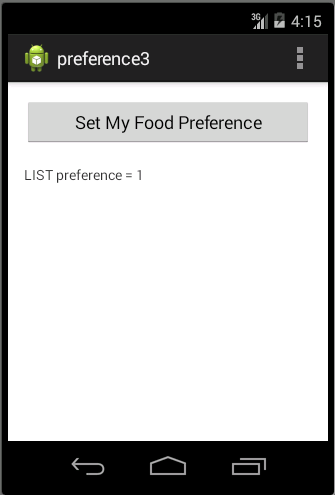 3G 4:15
preference3
Set My Food Preference
LIST preference = 1